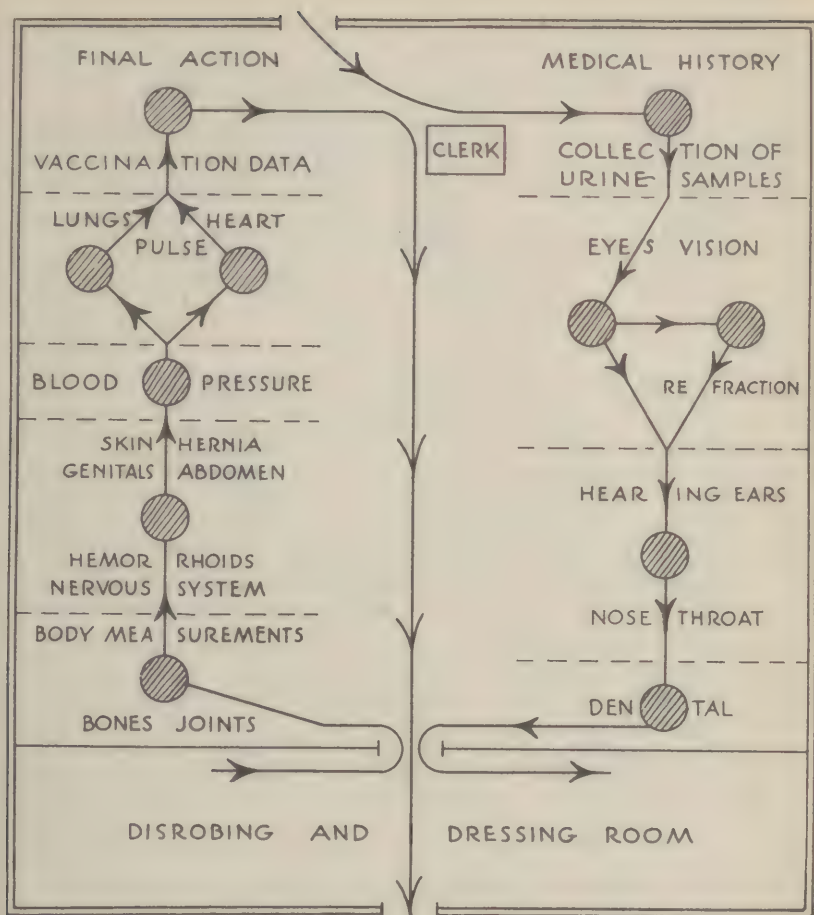 FINAL ACTION
MEDICAL HISTORY
CLERK
VACCINATION DATA
COLLECTION OF
URINE SAMPLES
LUNGS HEART
PULSE
EYES VISION
REFRACTION
BLOOD PRESSURE
SKIN HERNIA
GENITALS ABDOMEN
HEARING EARS
HEMORRHOIDS
NERVOUS SYSTEM
NOSE THROAT
BODY MEASUREMENTS
BONES JOINTS
DENTAL
DISROBING AND DRESSING ROOM